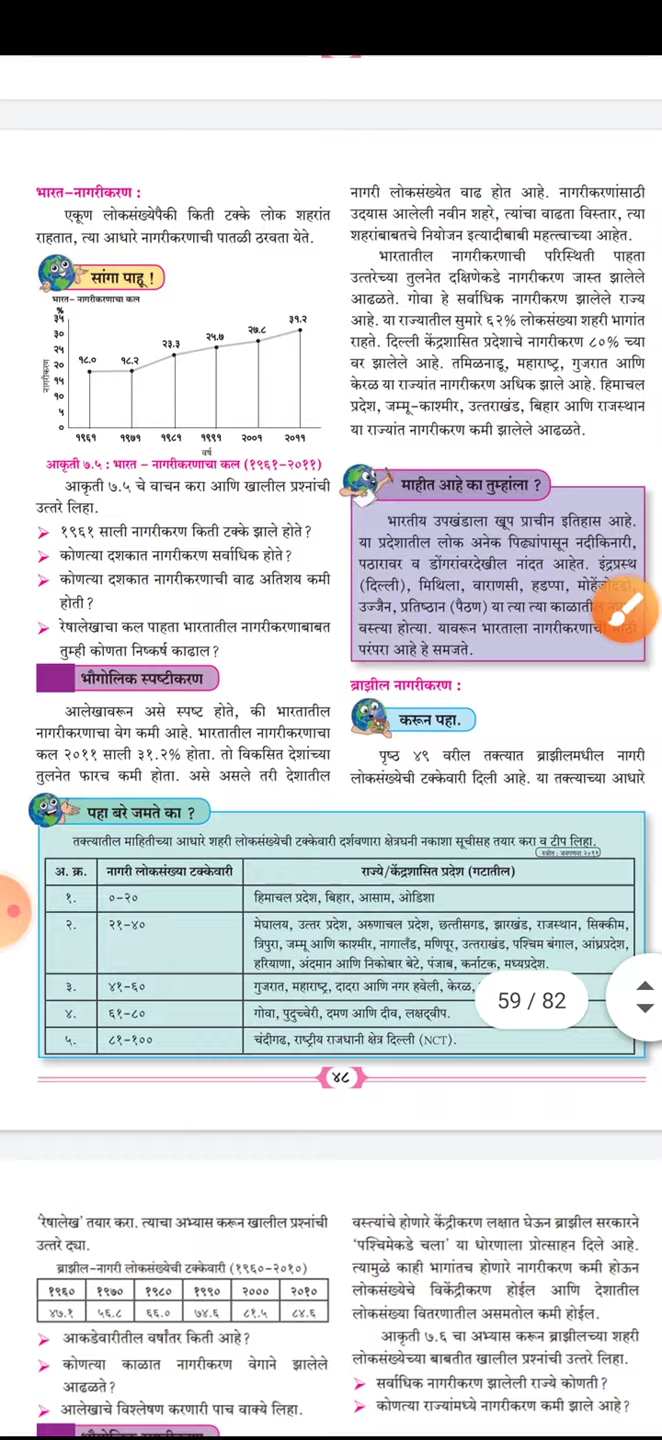 भारत-नागरीकरण :
एकूण लोकसंख्येपैकी किती टक्के लोक शहरांत
राहतात, त्या आधारे नागरीकरणाची पातळी ठरवता येते.
सांगा पाहू !
भारत- नागरीकरणाचा कल
%
३५
३०
२५
२०
१५
१०
५
०
नागरीकरण
१८.०
१८.२
२३.३
२५.७
२७.८
३१.२
१९६१ १९७१ १९८१ १९९१ २००१ २०११
वर्ष
आकृती ७.५ : भारत - नागरीकरणाचा कल (१९६१-२०११)
आकृती ७.५ चे वाचन करा आणि खालील प्रश्नांची
उत्तरे लिहा.
➤ १९६१ साली नागरीकरण किती टक्के झाले होते ?
➤ कोणत्या दशकात नागरीकरण सर्वाधिक होते ?
➤ कोणत्या दशकात नागरीकरणाची वाढ अतिशय कमी
होती ?
➤ रेषालेखाचा कल पाहता भारतातील नागरीकरणाबाबत
तुम्ही कोणता निष्कर्ष काढाल ?
भौगोलिक स्पष्टीकरण
आलेखावरून असे स्पष्ट होते, की भारतातील
नागरीकरणाचा वेग कमी आहे. भारतातील नागरीकरणाचा
कल २०११ साली ३१.२% होता. तो विकसित देशांच्या
तुलनेत फारच कमी होता. असे असले तरी देशातील
नागरी लोकसंख्येत वाढ होत आहे. नागरीकरणांसाठी
उदयास आलेली नवीन शहरे, त्यांचा वाढता विस्तार, त्या
शहरांबाबतचे नियोजन इत्यादीबाबी महत्त्वाच्या आहेत.
भारतातील नागरीकरणाची परिस्थिती पाहता
उत्तरेच्या तुलनेत दक्षिणेकडे नागरीकरण जास्त झालेले
आढळते. गोवा हे सर्वाधिक नागरीकरण झालेले राज्य
आहे. या राज्यातील सुमारे ६२% लोकसंख्या शहरी भागांत
राहते. दिल्ली केंद्रशासित प्रदेशाचे नागरीकरण ८०% च्या
वर झालेले आहे. तमिळनाडू, महाराष्ट्र, गुजरात आणि
केरळ या राज्यांत नागरीकरण अधिक झाले आहे. हिमाचल
प्रदेश, जम्मू-काश्मीर, उत्तराखंड, बिहार आणि राजस्थान
या राज्यांत नागरीकरण कमी झालेले आढळते.
माहीत आहे का तुम्हांला ?
भारतीय उपखंडाला खूप प्राचीन इतिहास आहे.
या प्रदेशातील लोक अनेक पिढ्यांपासून नदीकिनारी,
पठारावर व डोंगरांवरदेखील नांदत आहेत. इंद्रप्रस्थ
(दिल्ली), मिथिला, वाराणसी, हडप्पा, मोहेंजोदडो,
उज्जैन, प्रतिष्ठान (पैठण) या त्या त्या काळातील
वस्त्या होत्या. यावरून भारताला नागरीकरणाची
परंपरा आहे हे समजते.
ब्राझील नागरीकरण :
करून पहा.
पृष्ठ ४९ वरील तक्त्यात ब्राझीलमधील नागरी
लोकसंख्येची टक्केवारी दिली आहे. या तक्त्याच्या आधारे
पहा बरे जमते का ?
तक्त्यातील माहितीच्या आधारे शहरी लोकसंख्येची टक्केवारी दर्शवणारा क्षेत्रघनी नकाशा सूचीसह तयार करा व टीप लिहा.
स्रोत : जनगणना २०११
अ. क्र. नागरी लोकसंख्या टक्केवारी राज्ये/केंद्रशासित प्रदेश (गटातील)
१. ०-२० हिमाचल प्रदेश, बिहार, आसाम, ओडिशा
२. २१-४० मेघालय, उत्तर प्रदेश, अरुणाचल प्रदेश, छत्तीसगड, झारखंड, राजस्थान, सिक्कीम,
त्रिपुरा, जम्मू आणि काश्मीर, नागालँड, मणिपूर, उत्तराखंड, पश्चिम बंगाल, आंध्रप्रदेश,
हरियाणा, अंदमान आणि निकोबार बेटे, पंजाब, कर्नाटक, मध्यप्रदेश.
३. ४१-६० गुजरात, महाराष्ट्र, दादरा आणि नगर हवेली, केरळ,
४. ६१-८० गोवा, पुदुच्चेरी, दमण आणि दीव, लक्षद्वीप.
५. ८१-१०० चंदीगढ, राष्ट्रीय राजधानी क्षेत्र दिल्ली (NCT).
59 / 82
४८
'रेषालेख' तयार करा. त्याचा अभ्यास करून खालील प्रश्नांची
उत्तरे द्या.
ब्राझील-नागरी लोकसंख्येची टक्केवारी (१९६०-२०१०)
१९६० १९७० १९८० १९९० २००० २०१०
४७.१ ५६.८ ६६.० ७४.६ ८१.५ ८४.६
➤ आकडेवारीतील वर्षांतर किती आहे ?
➤ कोणत्या काळात नागरीकरण वेगाने झालेले
आढळते ?
➤ आलेखाचे विश्लेषण करणारी पाच वाक्ये लिहा.
वस्त्यांचे होणारे केंद्रीकरण लक्षात घेऊन ब्राझील सरकारने
'पश्चिमेकडे चला' या धोरणाला प्रोत्साहन दिले आहे.
त्यामुळे काही भागांतच होणारे नागरीकरण कमी होऊन
लोकसंख्येचे विकेंद्रीकरण होईल आणि देशातील
लोकसंख्या वितरणातील असमतोल कमी होईल.
आकृती ७.६ चा अभ्यास करून ब्राझीलच्या शहरी
लोकसंख्येच्या बाबतीत खालील प्रश्नांची उत्तरे लिहा.
➤ सर्वाधिक नागरीकरण झालेली राज्ये कोणती ?
➤ कोणत्या राज्यांमध्ये नागरीकरण कमी झाले आहे ?